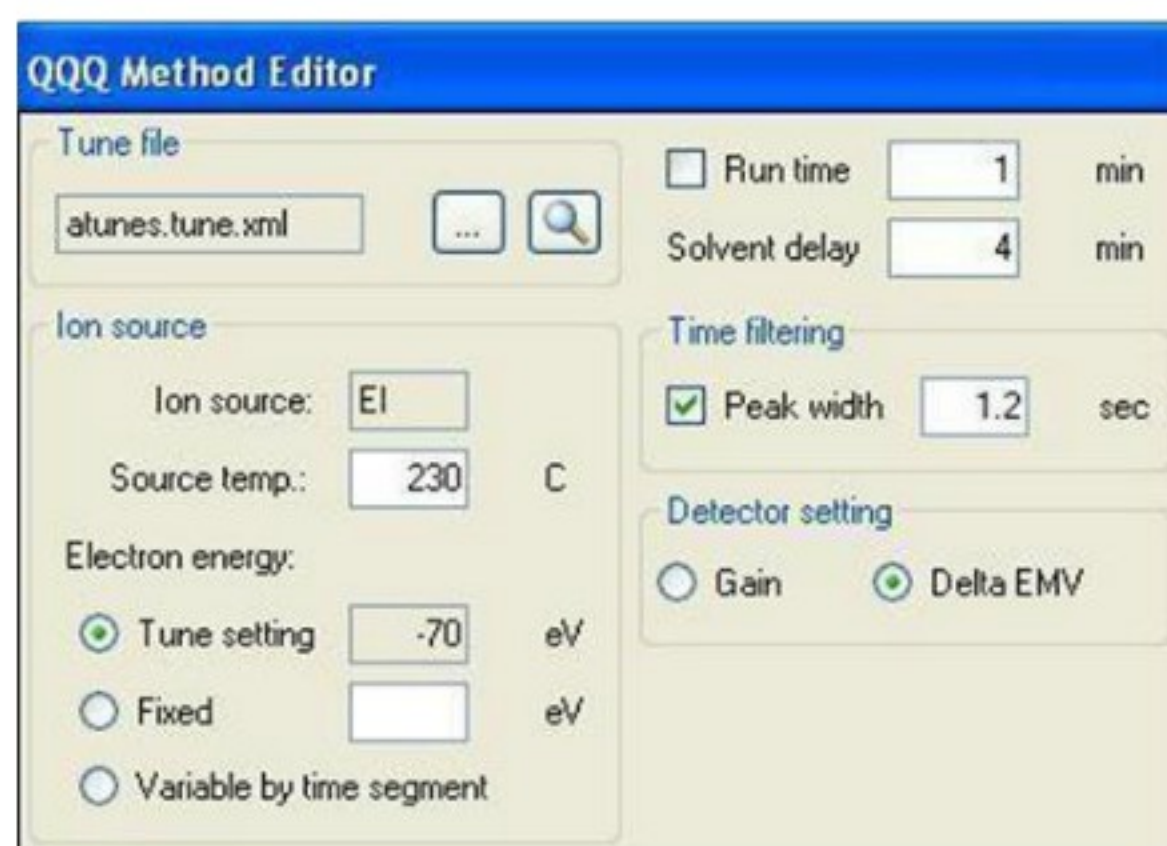 QQQ Method Editor
Tune file
atunes.tune.xml ...
Run time 1 min
Solvent delay 4 min
Ion source
Ion source: EI
Source temp.: 230 C
Electron energy:
Tune setting -70 eV
Fixed eV
Variable by time segment
Time filtering
Peak width 1.2 sec
Detector setting
Gain Delta EMV